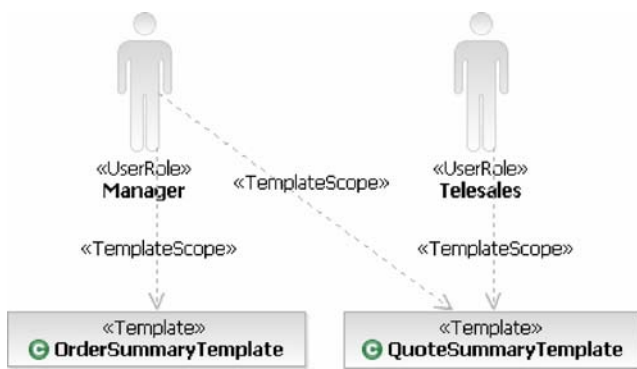 «UserRole»
Manager
«UserRole»
Telesales
«TemplateScope»
«TemplateScope»
«TemplateScope»
«Template»
OrderSummaryTemplate
«Template»
QuoteSummaryTemplate